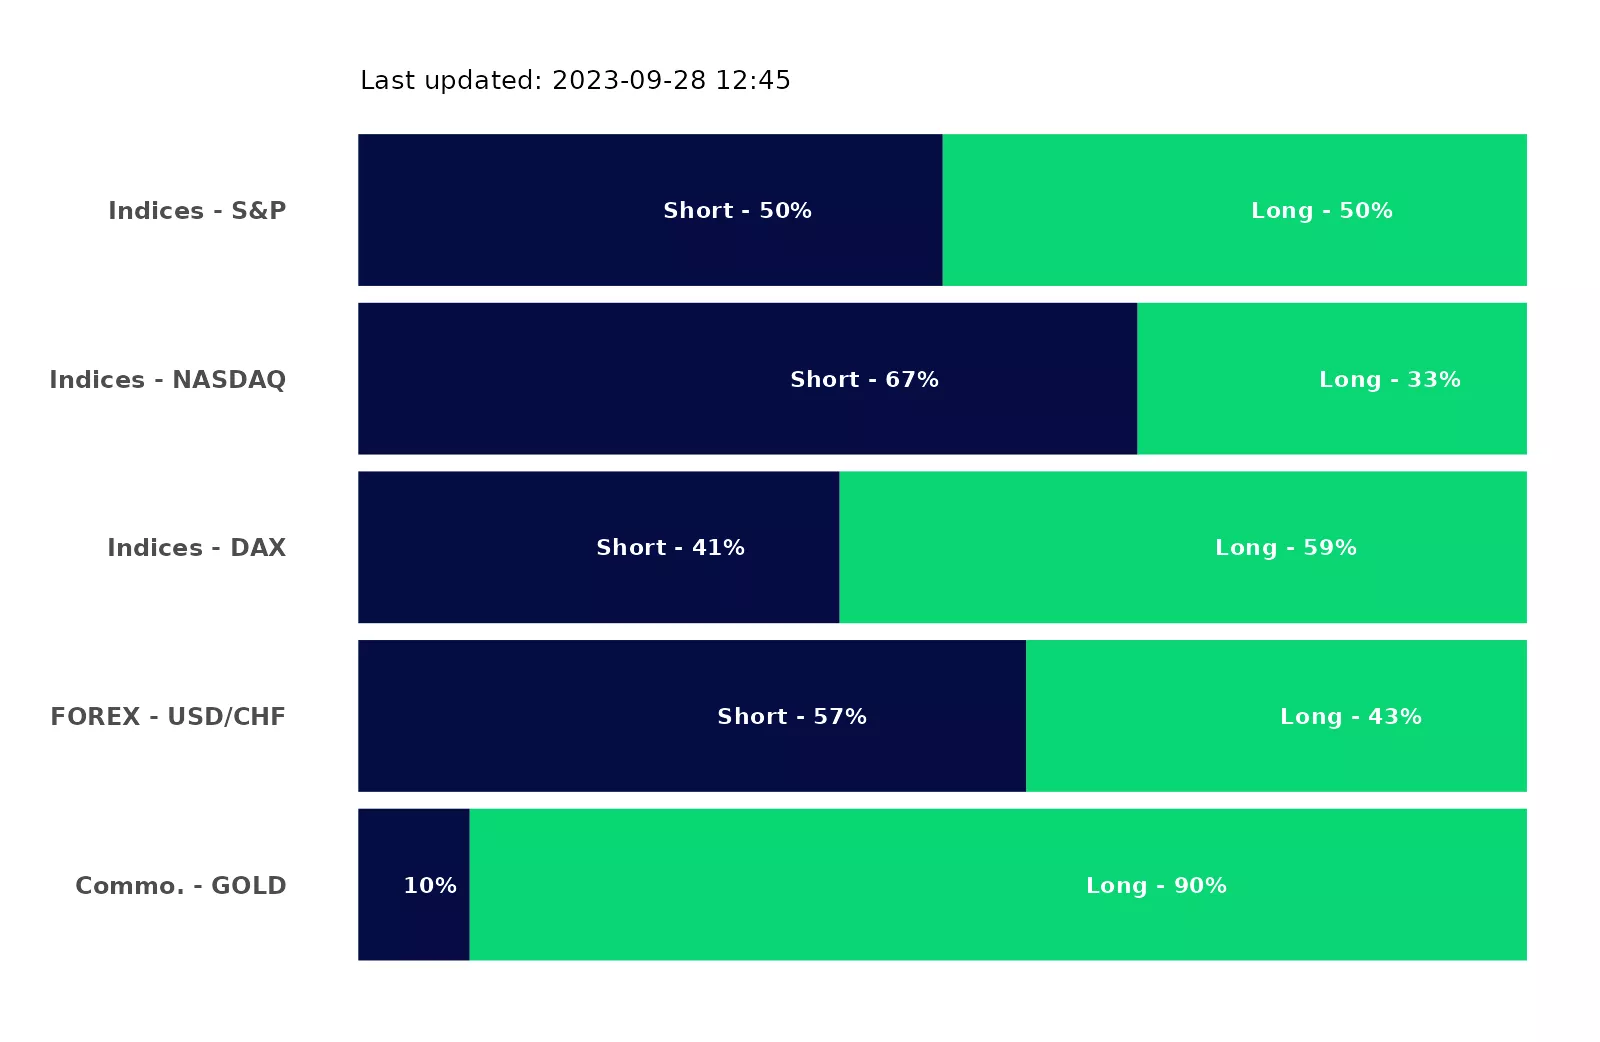 Last updated: 2023-09-28 12:45
Indices - S&P Short - 50% Long - 50%
Indices - NASDAQ Short - 67% Long - 33%
Indices - DAX Short - 41% Long - 59%
FOREX - USD/CHF Short - 57% Long - 43%
Commo. - GOLD 10% Long - 90%